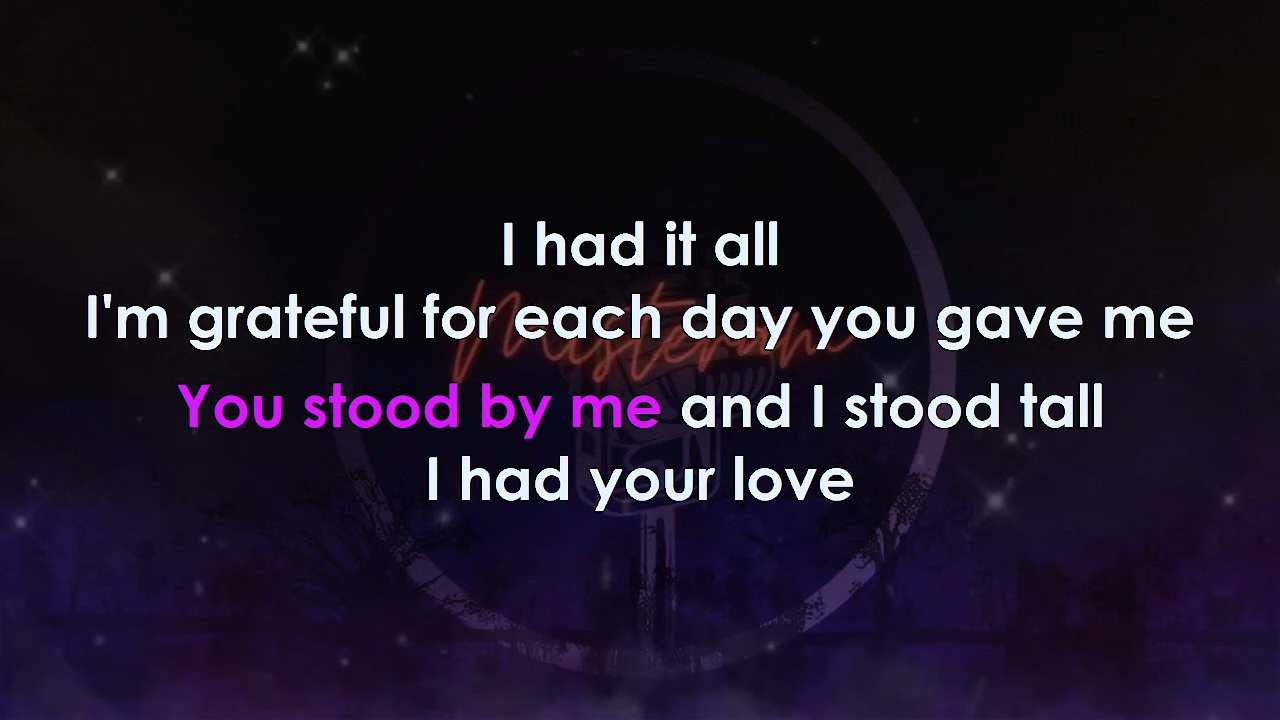 I had it all
I'm grateful for each day you gave me
You stood by me and I stood tall
I had your love